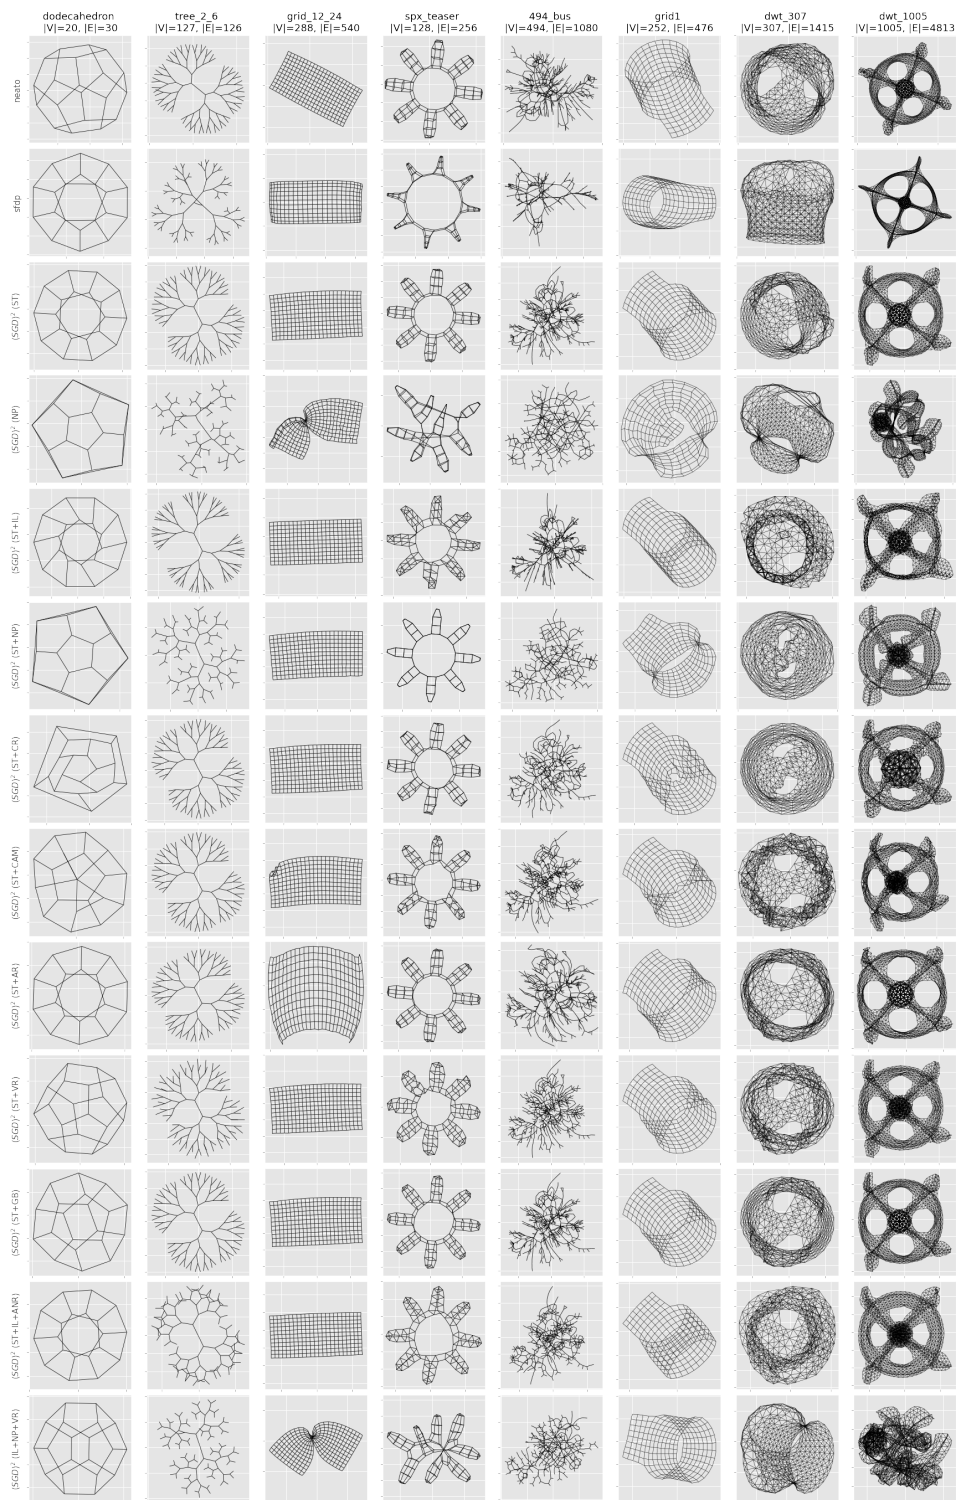 dodecahedron tree_2_6 grid_12_24 spx_teaser 494_bus grid1 dwt_307 dwt_1005
|V|=20, |E|=30 |V|=127, |E|=126 |V|=288, |E|=540 |V|=128, |E|=256 |V|=494, |E|=1080 |V|=252, |E|=476 |V|=307, |E|=1415 |V|=1005, |E|=4813
neato
sfdp
(SGD)² (ST)
(SGD)² (NP)
(SGD)² (ST+IL)
(SGD)² (ST+NP)
(SGD)² (ST+CR)
(SGD)² (ST+CAM)
(SGD)² (ST+AR)
(SGD)² (ST+VR)
(SGD)² (ST+GB)
(SGD)² (ST+IL+ANR)
(SGD)² (IL+NP+VR)